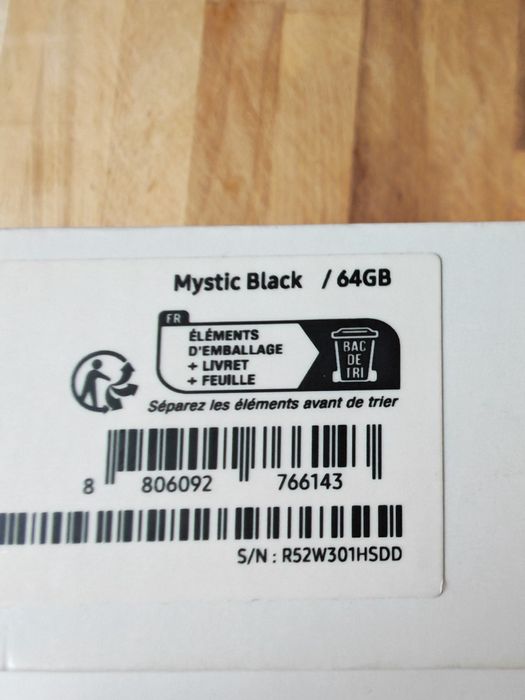 Mystic Black / 64GB
FR
ÉLÉMENTS
D'EMBALLAGE
+ LIVRET
+ FEUILLE
BAC
DE
TRI
Séparez les éléments avant de trier
8 806092 766143
S/N : R52W301HSDD